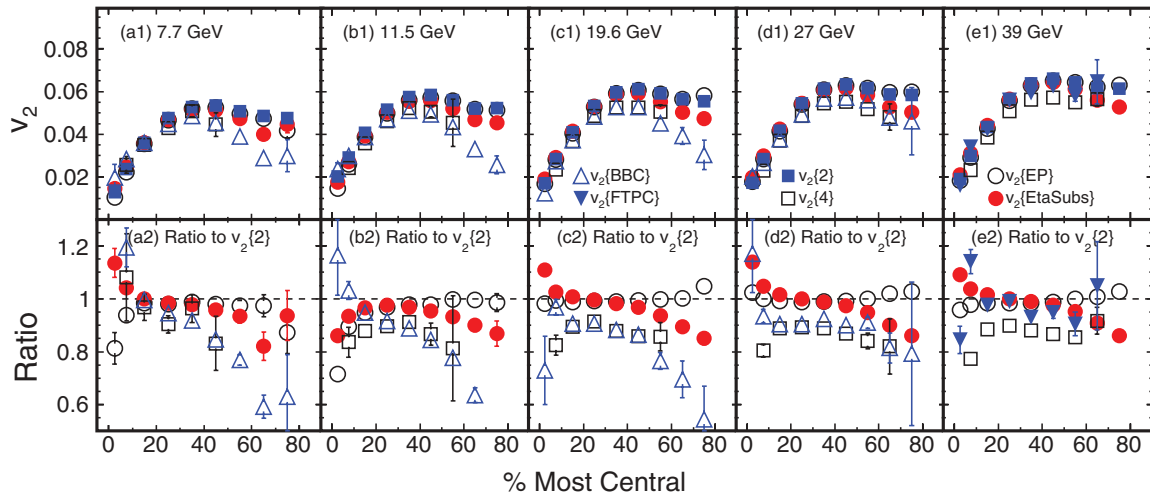 (a1) 7.7 GeV
(b1) 11.5 GeV
(c1) 19.6 GeV
(d1) 27 GeV
(e1) 39 GeV
0.08
0.06
0.04
0.02
v2
v2{BBC}
v2{FTPC}
v2{2}
v2{4}
v2{EP}
v2{EtaSubs}
(a2) Ratio to v2{2}
(b2) Ratio to v2{2}
(c2) Ratio to v2{2}
(d2) Ratio to v2{2}
(e2) Ratio to v2{2}
1.2
1
0.8
0.6
Ratio
0 20 40 60 80
0 20 40 60 80
0 20 40 60 80
0 20 40 60 80
0 20 40 60 80
% Most Central